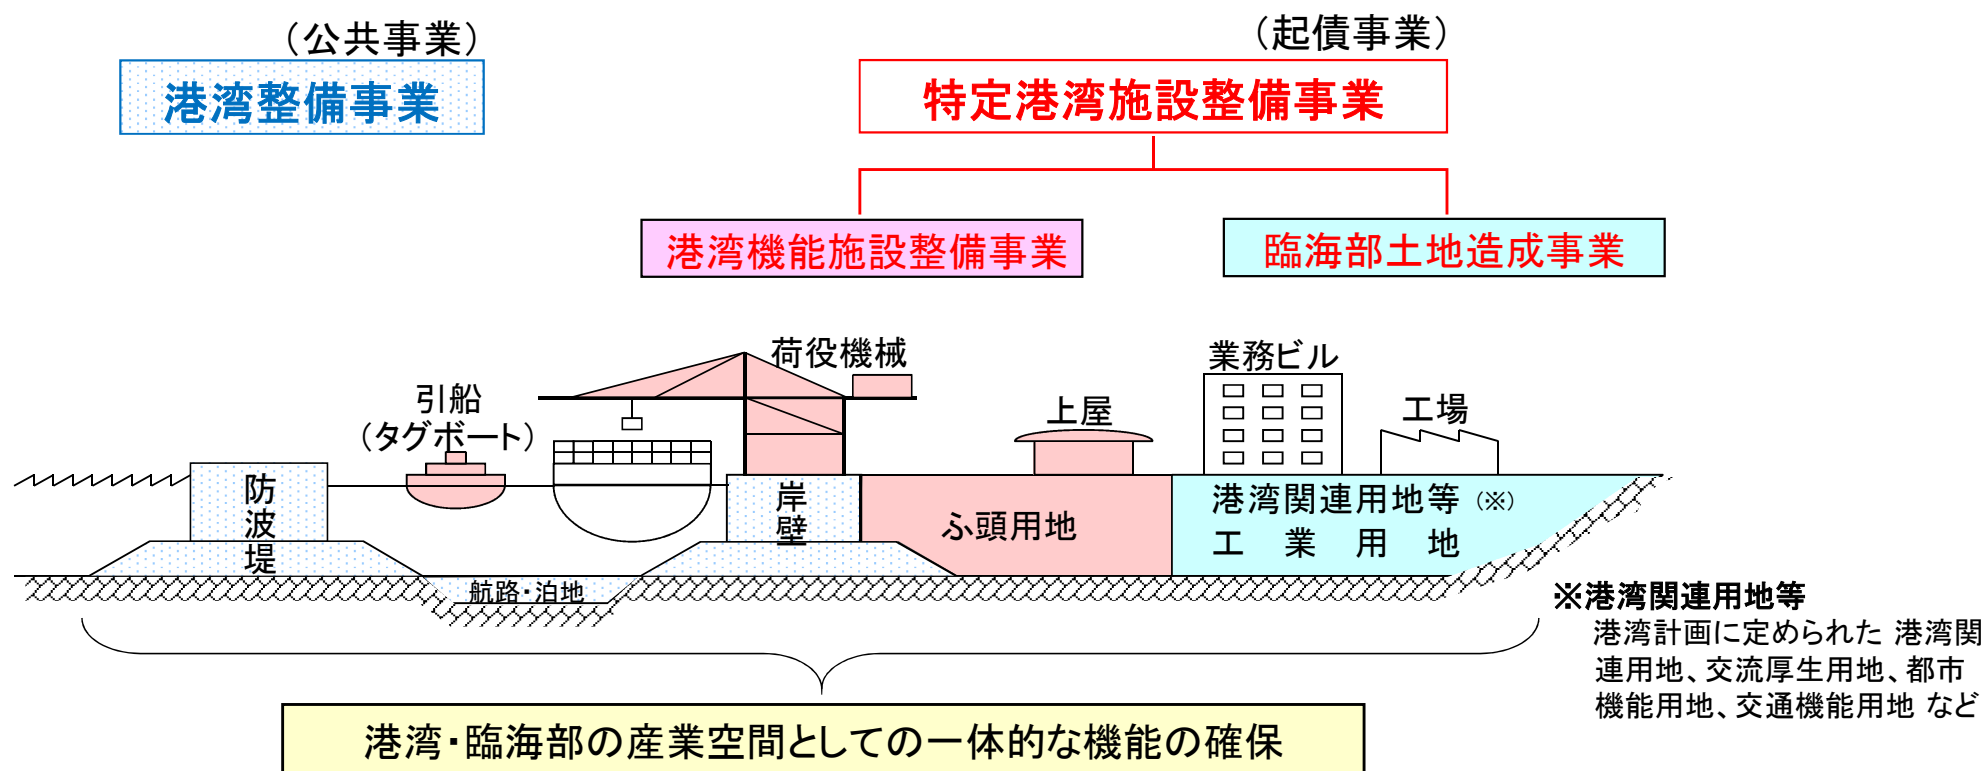 （公共事業）
港湾整備事業
（起債事業）
特定港湾施設整備事業
港湾機能施設整備事業
臨海部土地造成事業
荷役機械
業務ビル
引船
（タグボート）
上屋
工場
防波堤
岸壁
ふ頭用地
港湾関連用地等（※）
工業用地
航路・泊地
※港湾関連用地等
港湾計画に定められた 港湾関
連用地、交流厚生用地、都市
機能用地、交通機能用地 など
港湾・臨海部の産業空間としての一体的な機能の確保